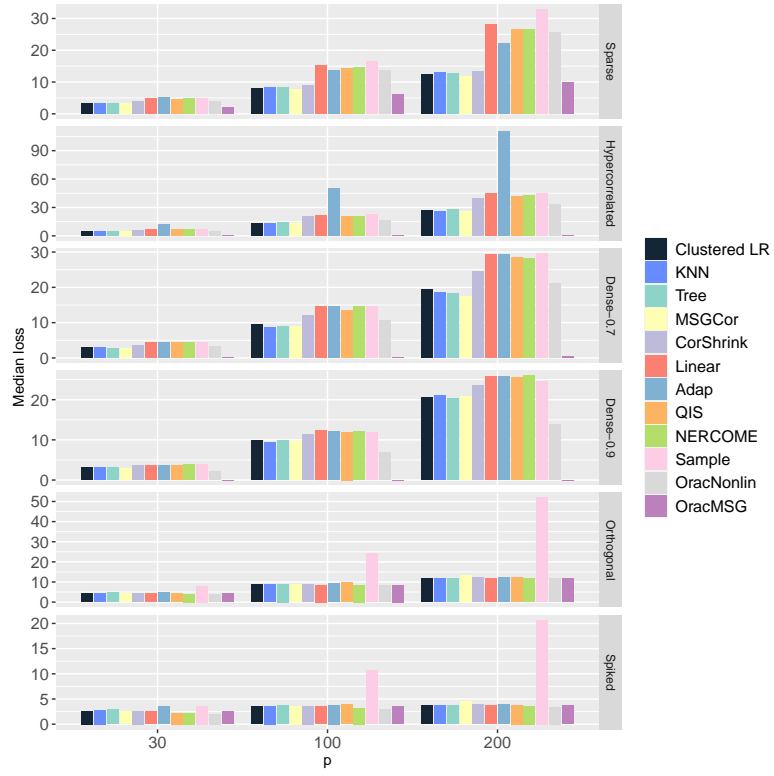 Median loss
30
20
10
0
Sparse
90
60
30
0
Hypercorrelated
30
20
10
0
Dense−0.7
20
10
0
Dense−0.9
50
40
30
20
10
0
Orthogonal
20
15
10
5
0
Spiked
30
100
200
p
Clustered LR
KNN
Tree
MSGCor
CorShrink
Linear
Adap
QIS
NERCOME
Sample
OracNonlin
OracMSG